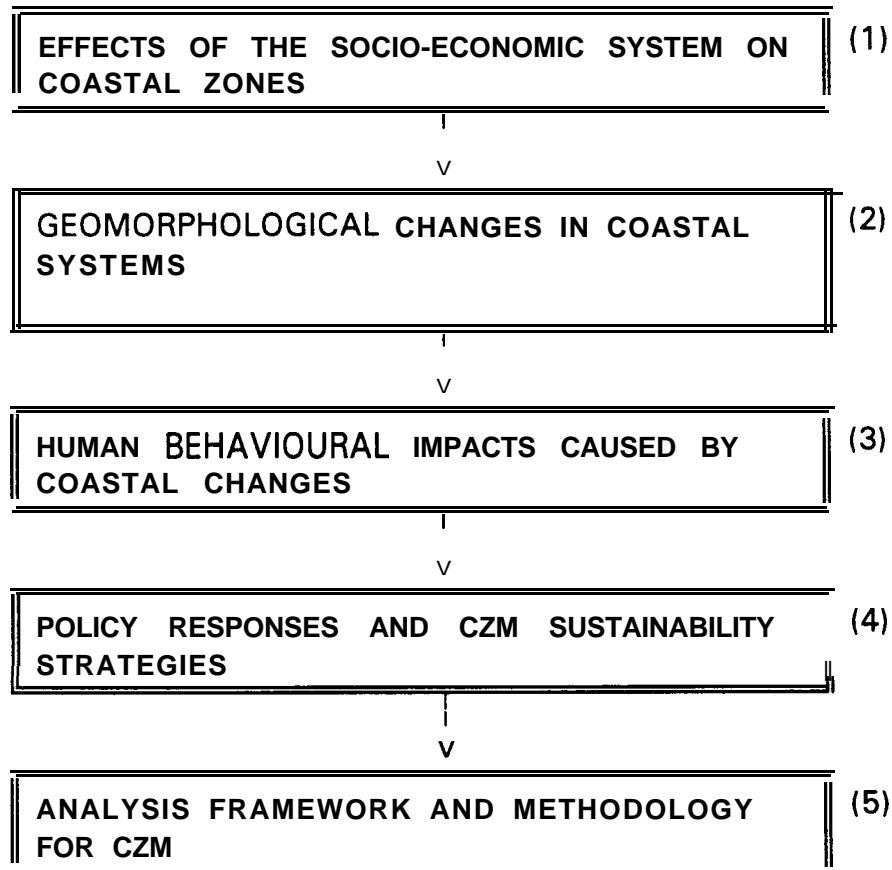 EFFECTS OF THE SOCIO-ECONOMIC SYSTEM ON (1)
COASTAL ZONES
GEOMORPHOLOGICAL CHANGES IN COASTAL (2)
SYSTEMS
HUMAN BEHAVIOURAL IMPACTS CAUSED BY (3)
COASTAL CHANGES
POLICY RESPONSES AND CZM SUSTAINABILITY (4)
STRATEGIES
ANALYSIS FRAMEWORK AND METHODOLOGY (5)
FOR CZM